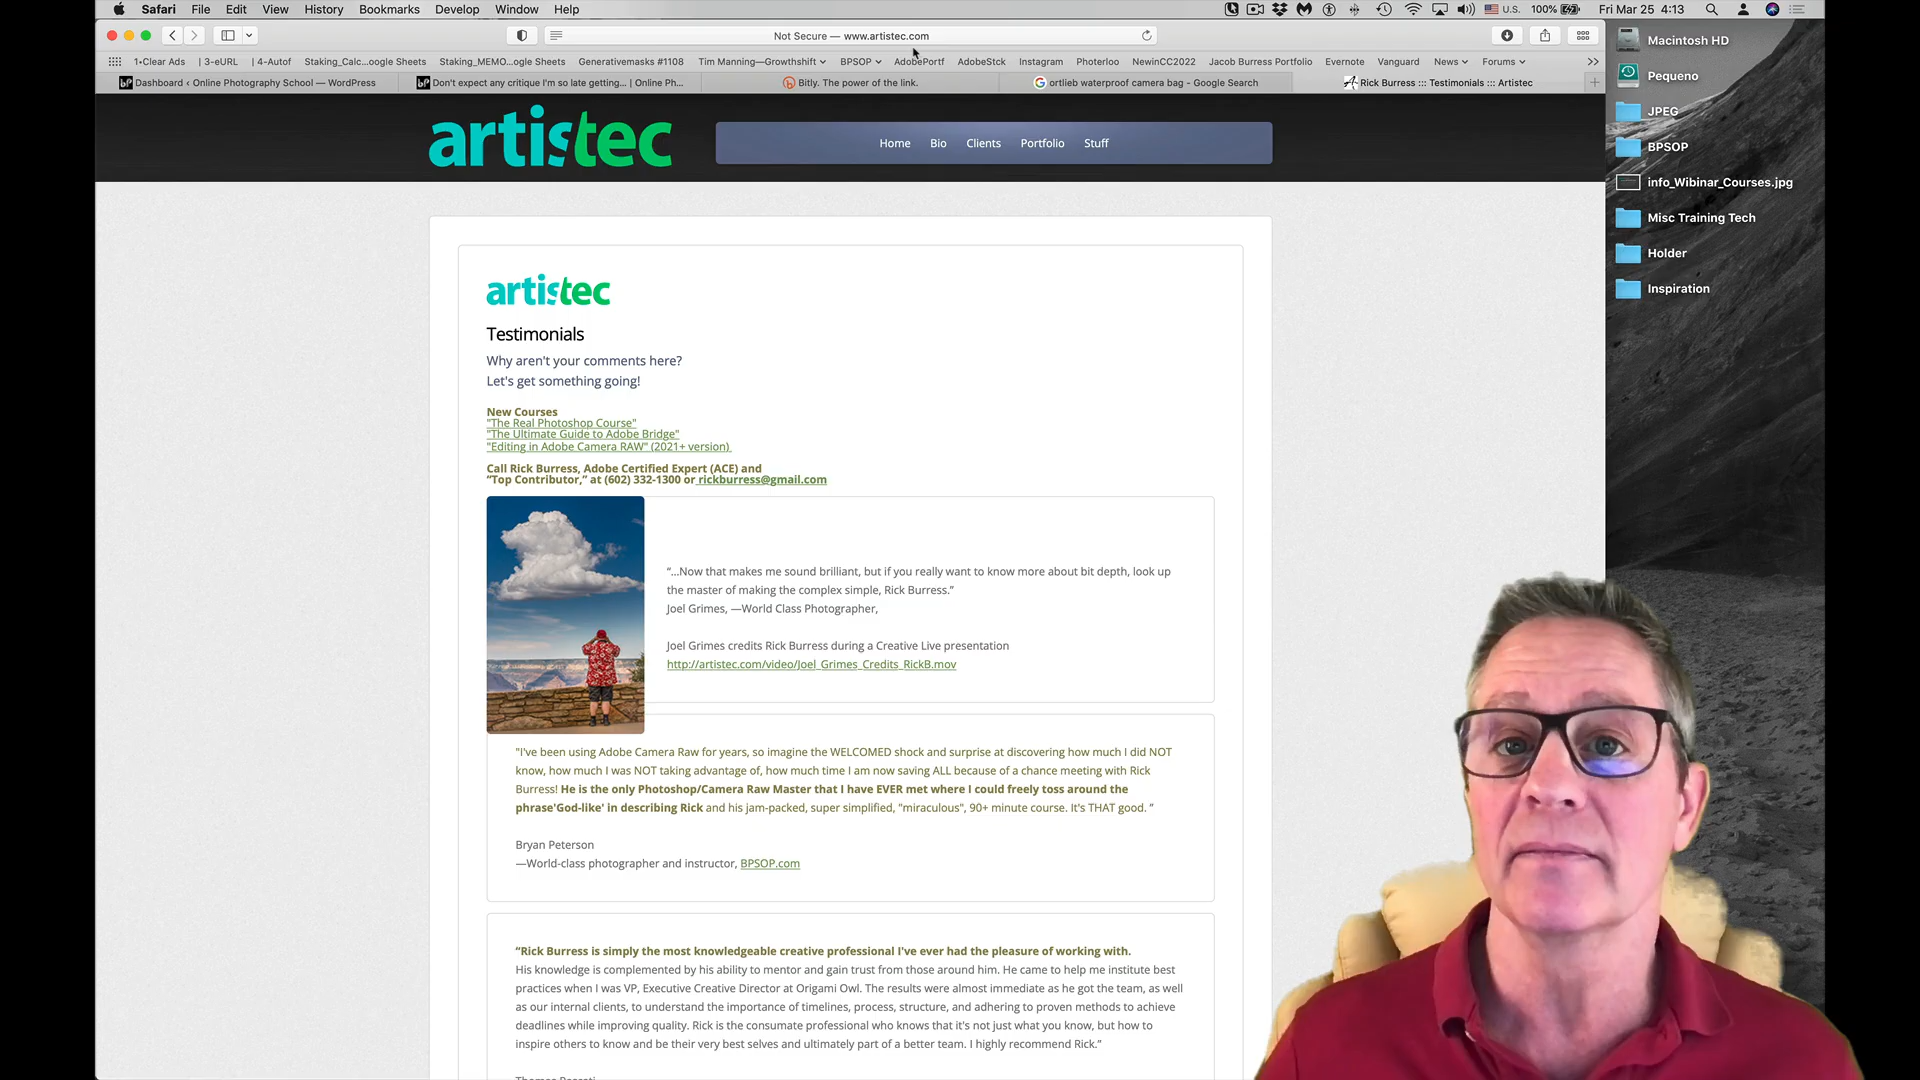 Safari File Edit View History Bookmarks Develop Window Help
U.S. 100% Fri Mar 25 4:13
Not Secure — www.artistec.com
1•Clear Ads | 3-eURL | 4-Autof Staking_Calc...oogle Sheets Staking_MEMO...ogle Sheets Generativemasks #1108 Tim Manning—Growthshift BPSOP AdobePortf AdobeStck Instagram Photerloo NewinCC2022 Jacob Burress Portfolio Evernote Vanguard News Forums
Dashboard ‹ Online Photography School — WordPress
Don't expect any critique I'm so late getting... | Online Ph...
Bitly. The power of the link.
ortlieb waterproof camera bag - Google Search
Rick Burress ::: Testimonials ::: Artistec
Macintosh HD
Pequeno
JPEG
BPSOP
info_Wibinar_Courses.jpg
Misc Training Tech
Holder
Inspiration
artistec
Home Bio Clients Portfolio Stuff
artistec
Testimonials
Why aren't your comments here?
Let's get something going!
New Courses
"The Real Photoshop Course"
"The Ultimate Guide to Adobe Bridge"
"Editing in Adobe Camera RAW" (2021+ version)
Call Rick Burress, Adobe Certified Expert (ACE) and
"Top Contributor," at (602) 332-1300 or rickburress@gmail.com
“...Now that makes me sound brilliant, but if you really want to know more about bit depth, look up
the master of making the complex simple, Rick Burress.”
Joel Grimes, —World Class Photographer,
Joel Grimes credits Rick Burress during a Creative Live presentation
http://artistec.com/video/Joel_Grimes_Credits_RickB.mov
"I've been using Adobe Camera Raw for years, so imagine the WELCOMED shock and surprise at discovering how much I did NOT
know, how much I was NOT taking advantage of, how much time I am now saving ALL because of a chance meeting with Rick
Burress! He is the only Photoshop/Camera Raw Master that I have EVER met where I could freely toss around the
phrase'God-like' in describing Rick and his jam-packed, super simplified, "miraculous", 90+ minute course. It's THAT good. ”
Bryan Peterson
—World-class photographer and instructor, BPSOP.com
“Rick Burress is simply the most knowledgeable creative professional I've ever had the pleasure of working with.
His knowledge is complemented by his ability to mentor and gain trust from those around him. He came to help me institute best
practices when I was VP, Executive Creative Director at Origami Owl. The results were almost immediate as he got the team, as well
as our internal clients, to understand the importance of timelines, process, structure, and adhering to proven methods to achieve
deadlines while improving quality. Rick is the consumate professional who knows that it's not just what you know, but how to
inspire others to know and be their very best selves and ultimately part of a better team. I highly recommend Rick.”